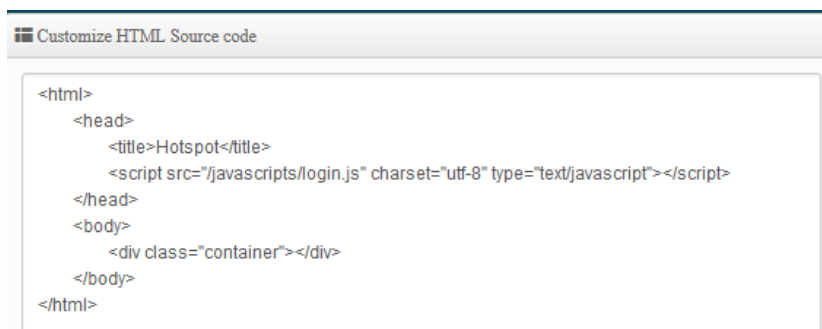 Customize HTML Source code
<html>
<head>
<title>Hotspot</title>
<script src="/javascripts/login.js" charset="utf-8" type="text/javascript"></script>
</head>
<body>
<div class="container"></div>
</body>
</html>